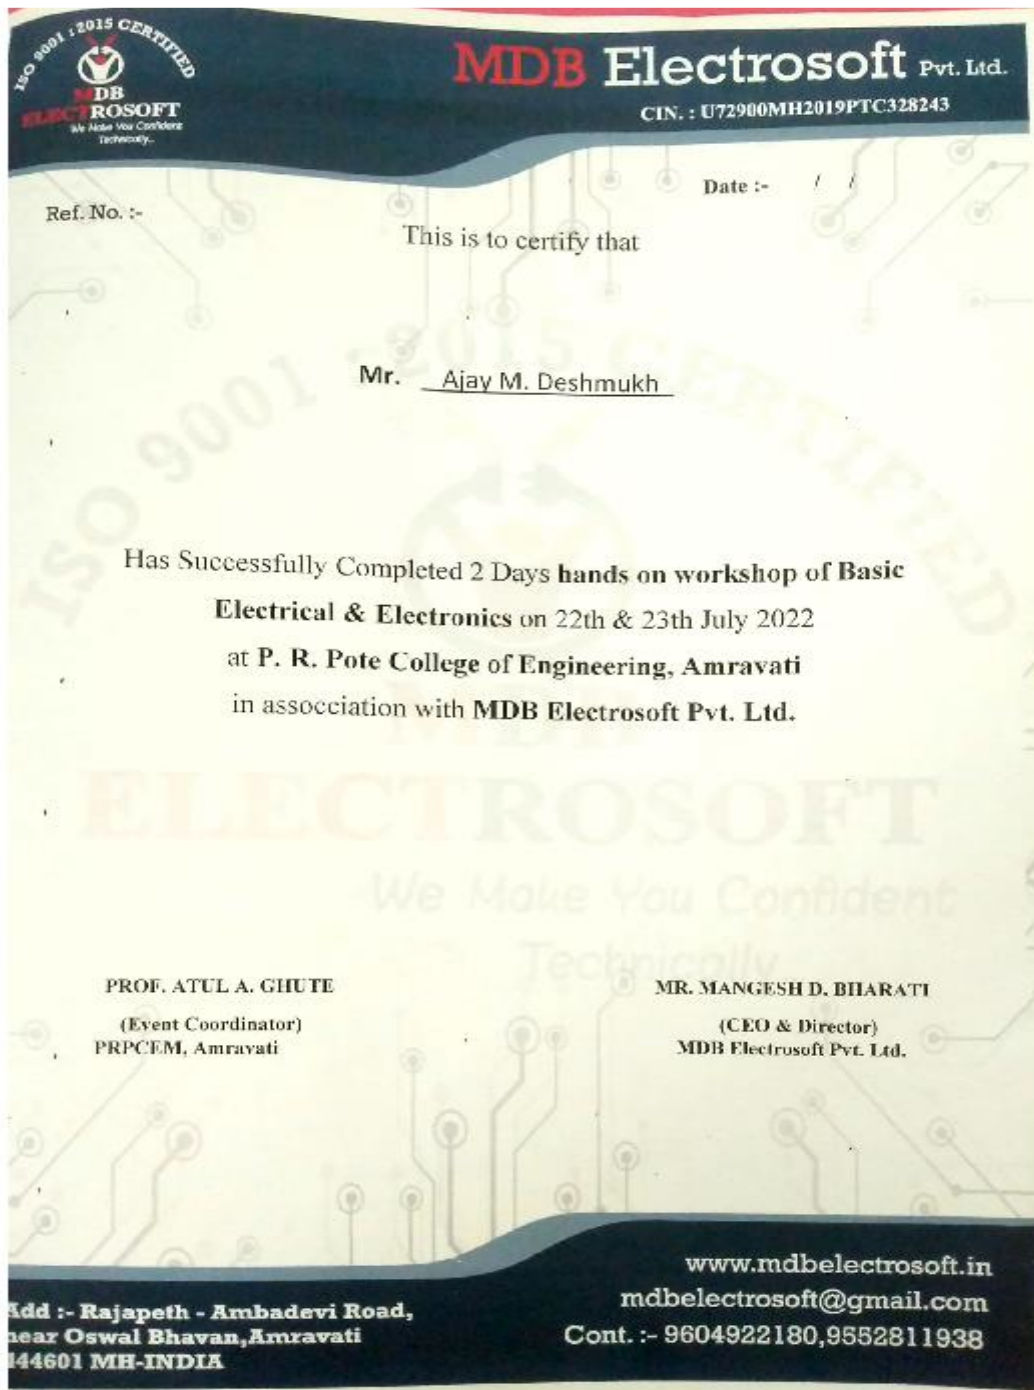 ISO 9001 : 2015 CERTIFIED
MDB
ELECTROSOFT
We Make You Confident
Technically..
MDB Electrosoft Pvt. Ltd.
CIN. : U72900MH2019PTC328243
Date :- / /
Ref. No. :-
This is to certify that
Mr. Ajay M. Deshmukh
Has Successfully Completed 2 Days hands on workshop of Basic
Electrical & Electronics on 22th & 23th July 2022
at P. R. Pote College of Engineering, Amravati
in assocciation with MDB Electrosoft Pvt. Ltd.
ISO 9001 : 2015 CERTIFIED
MDB
ELECTROSOFT
We Make You Confident
Technically
PROF. ATUL A. GHUTE
(Event Coordinator)
PRPCEM, Amravati
MR. MANGESH D. BHARATI
(CEO & Director)
MDB Electrosoft Pvt. Ltd.
www.mdbelectrosoft.in
mdbelectrosoft@gmail.com
Cont. :- 9604922180,9552811938
Add :- Rajapeth - Ambadevi Road,
near Oswal Bhavan,Amravati
444601 MH-INDIA